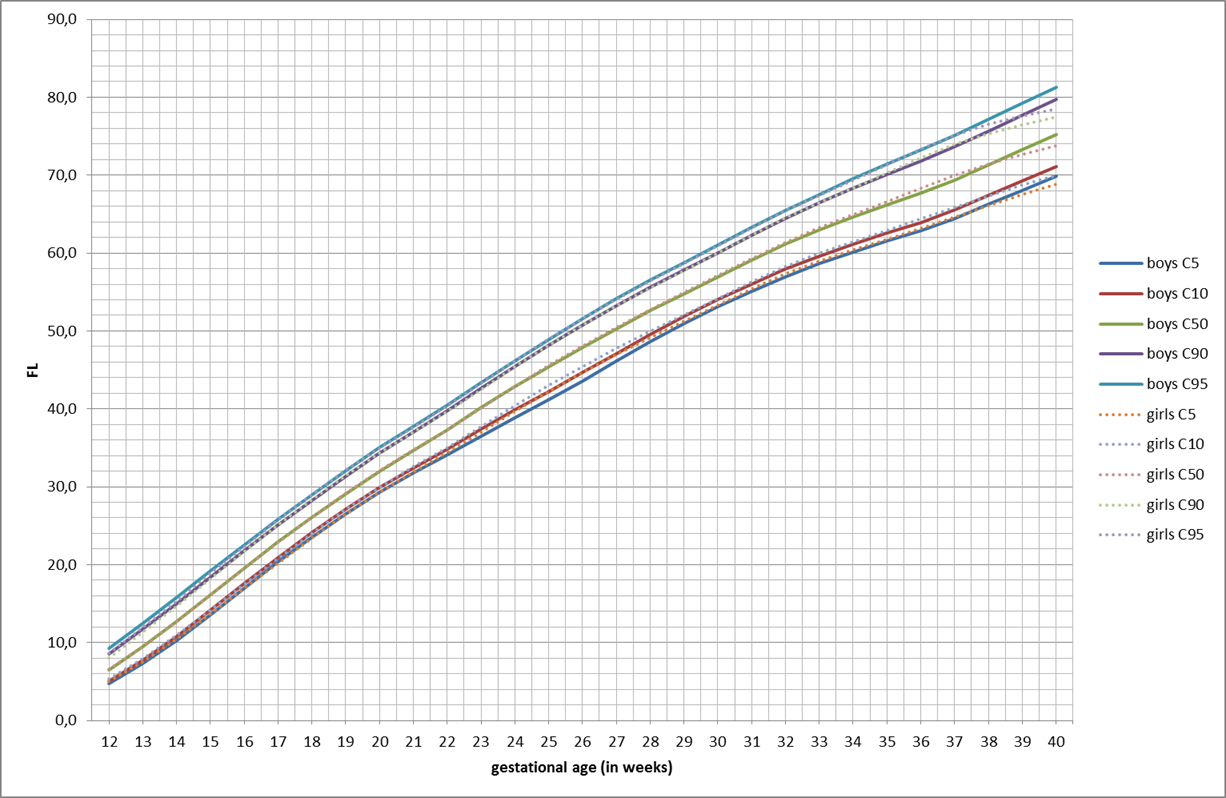 90,0
80,0
70,0
60,0
50,0
40,0
30,0
20,0
10,0
0,0
FL
12 13 14 15 16 17 18 19 20 21 22 23 24 25 26 27 28 29 30 31 32 33 34 35 36 37 38 39 40
gestational age (in weeks)
boys C5
boys C10
boys C50
boys C90
boys C95
girls C5
girls C10
girls C50
girls C90
girls C95